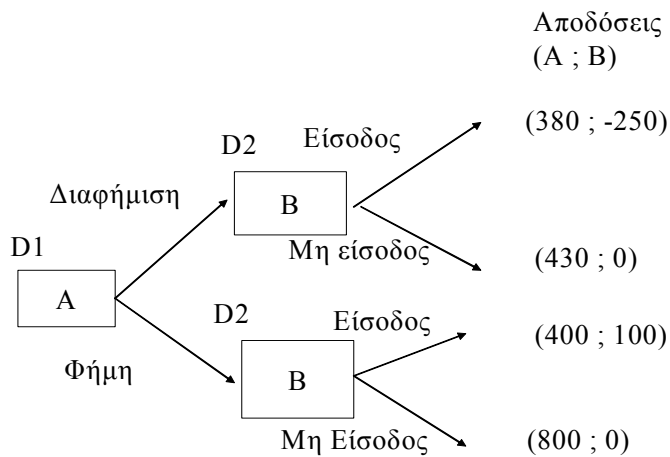 Αποδόσεις
(Α ; Β)
Είσοδος
(380 ; -250)
D2
Διαφήμιση
Β
Μη είσοδος
(430 ; 0)
D1
Α
D2
Είσοδος
(400 ; 100)
Φήμη
Β
Μη Είσοδος
(800 ; 0)